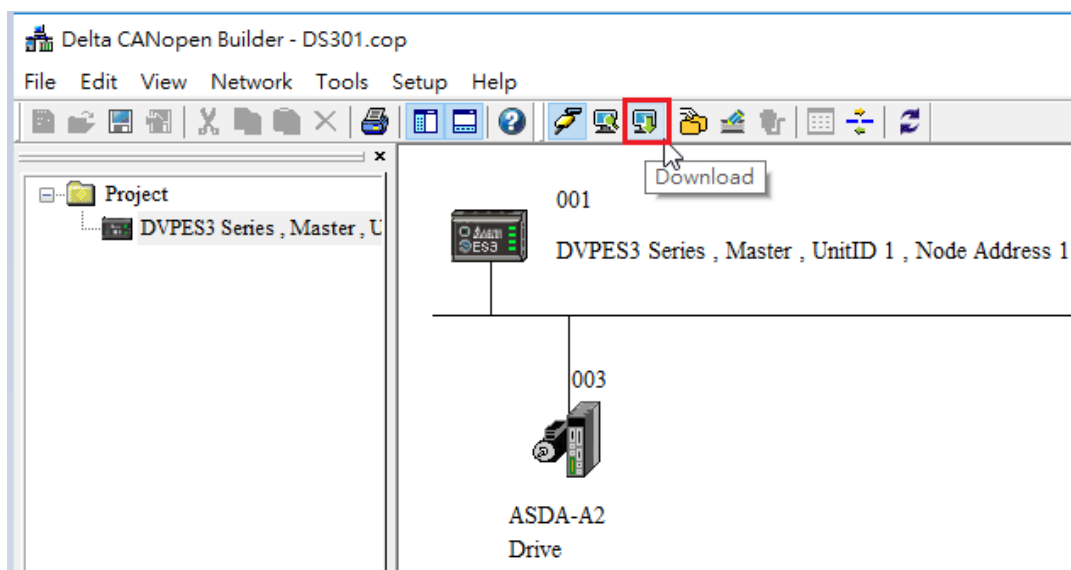 Delta CANopen Builder - DS301.cop
File Edit View Network Tools Setup Help
Download
Project
DVPES3 Series , Master , U
001
DVPES3 Series , Master , UnitID 1 , Node Address 1
ES3
003
ASDA-A2
Drive